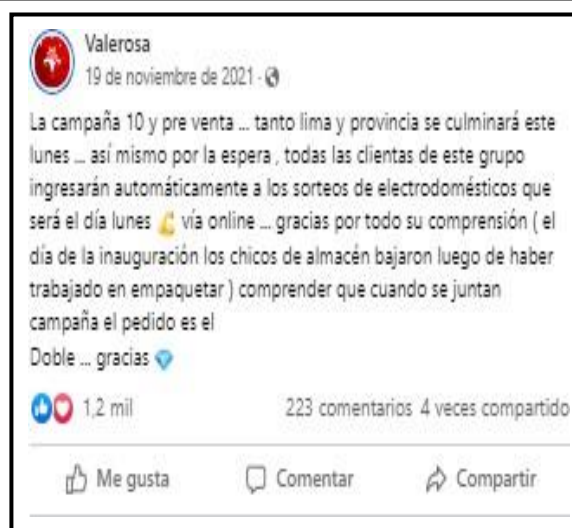 Valerosa
19 de noviembre de 2021 ·
La campaña 10 y pre venta ... tanto lima y provincia se culminará este
lunes ... así mismo por la espera , todas las clientas de este grupo
ingresarán automáticamente a los sorteos de electrodomésticos que
será el día lunes 💪 vía online ... gracias por todo su comprensión ( el
día de la inauguración los chicos de almacén bajaron luego de haber
trabajado en empaquetar ) comprender que cuando se juntan
campaña el pedido es el
Doble ... gracias 💎
1,2 mil 223 comentarios 4 veces compartido
Me gusta Comentar Compartir